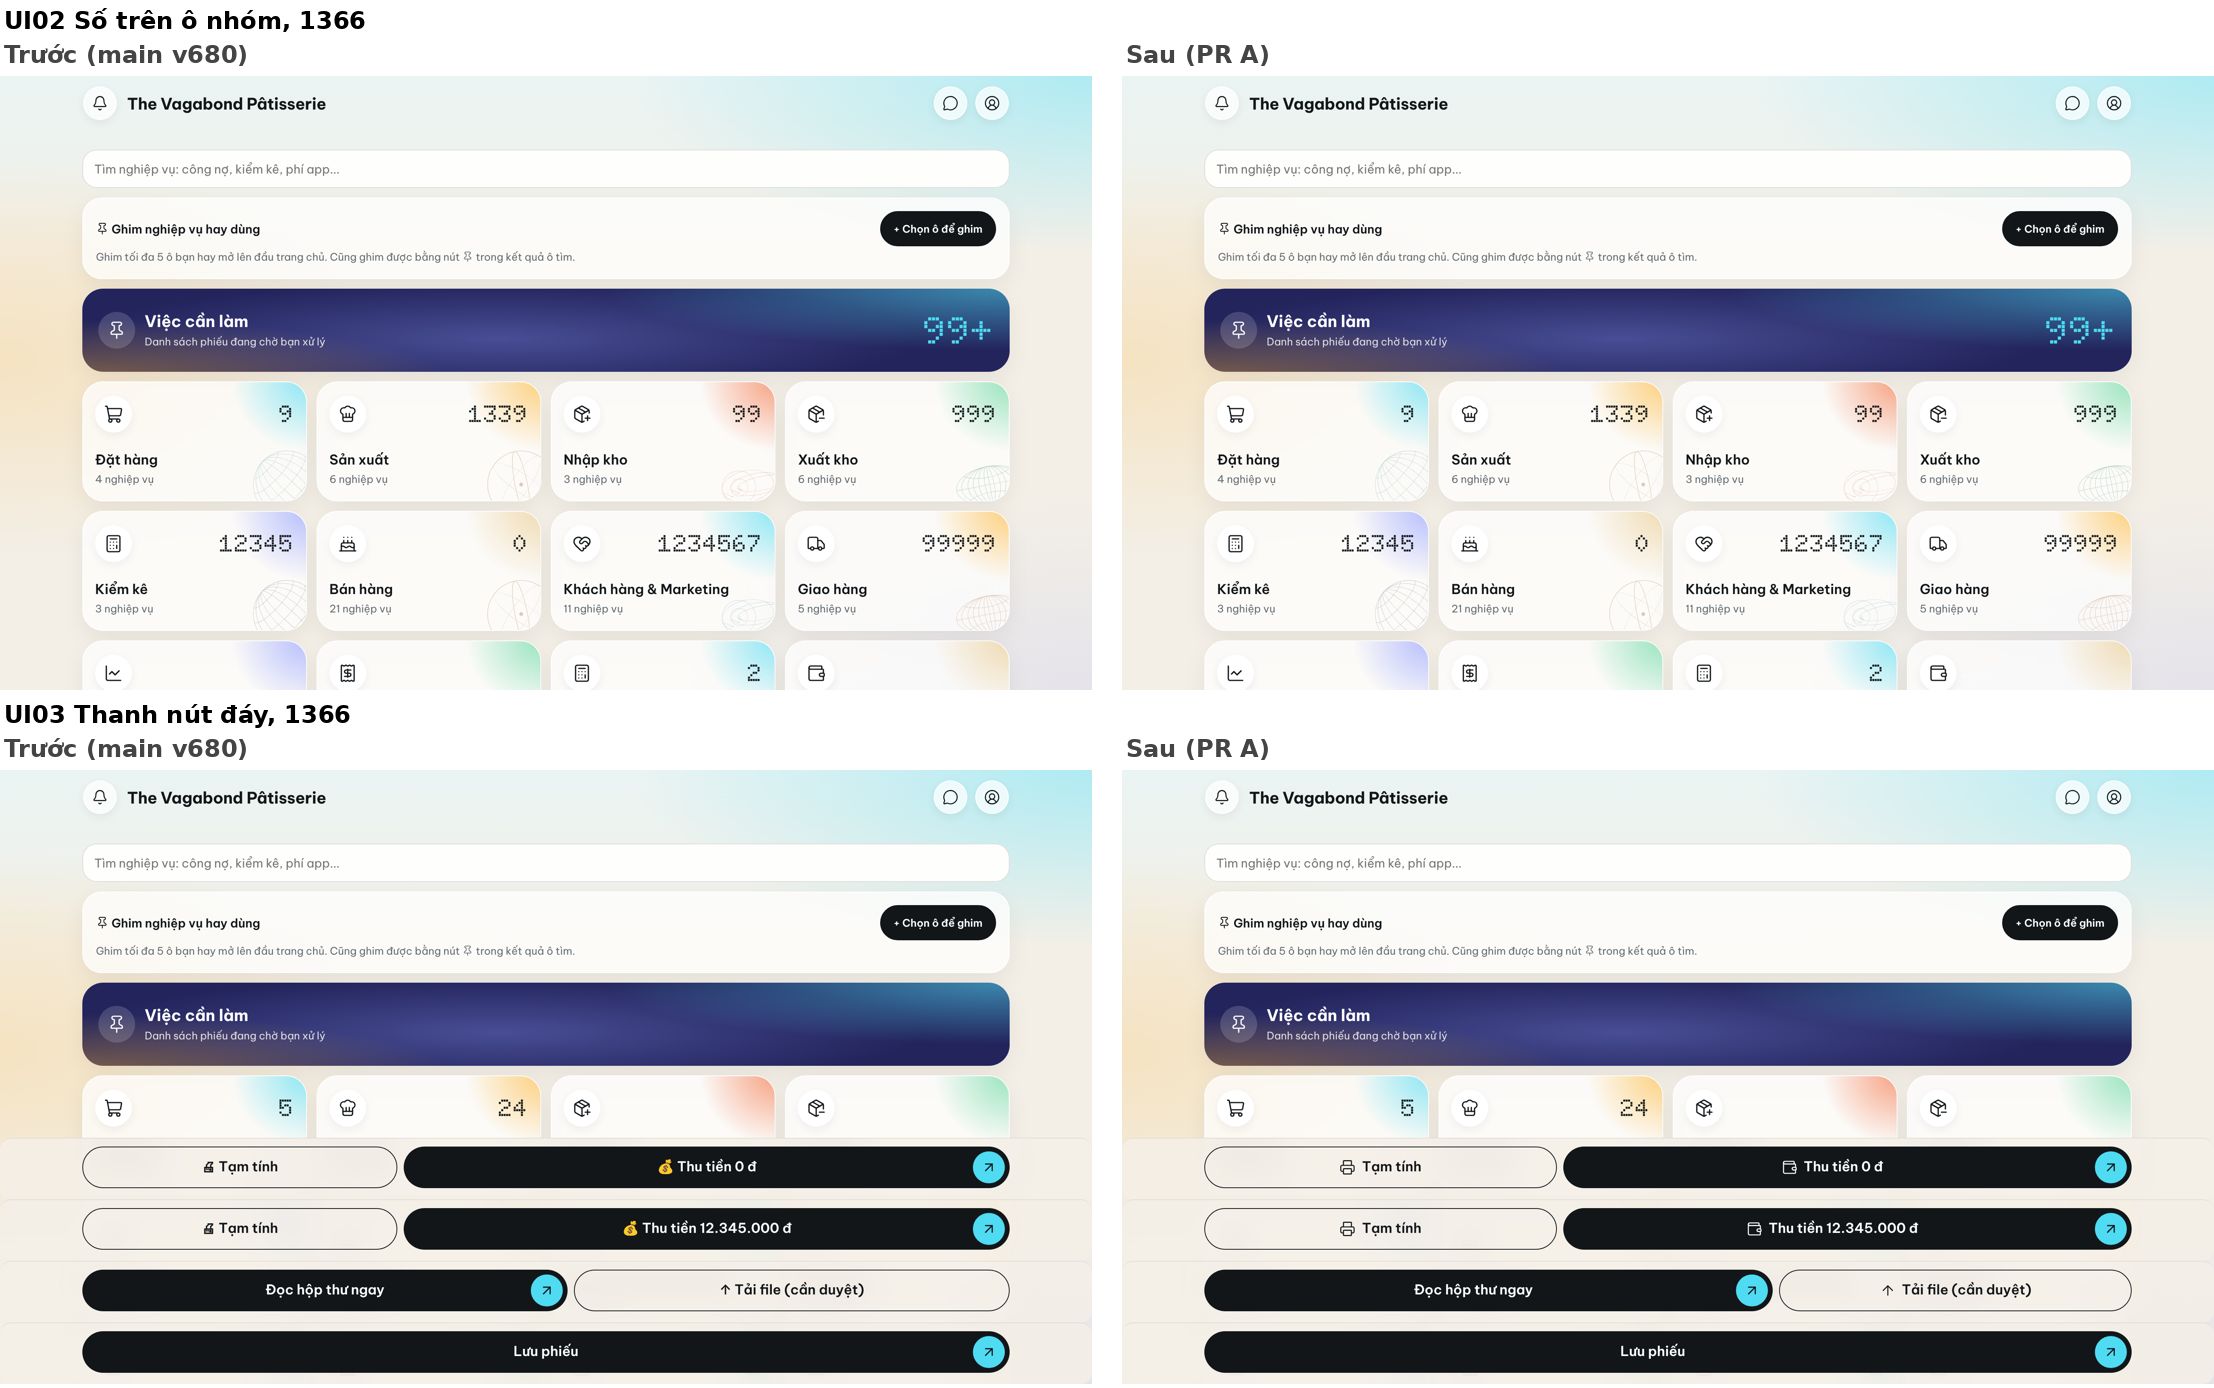 UI02 Số trên ô nhóm, 1366
Trước (main v680)
Sau (PR A)
The Vagabond Pâtisserie
Tìm nghiệp vụ: công nợ, kiểm kê, phí app...
Ghim nghiệp vụ hay dùng
+ Chọn ô để ghim
Ghim tối đa 5 ô bạn hay mở lên đầu trang chủ. Cũng ghim được bằng nút trong kết quả ô tìm.
Việc cần làm
Danh sách phiếu đang chờ bạn xử lý
99+
9
1339
99
999
Đặt hàng
Sản xuất
Nhập kho
Xuất kho
4 nghiệp vụ
6 nghiệp vụ
3 nghiệp vụ
6 nghiệp vụ
12345
0
1234567
99999
Kiểm kê
Bán hàng
Khách hàng & Marketing
Giao hàng
3 nghiệp vụ
21 nghiệp vụ
11 nghiệp vụ
5 nghiệp vụ
2
The Vagabond Pâtisserie
Tìm nghiệp vụ: công nợ, kiểm kê, phí app...
Ghim nghiệp vụ hay dùng
+ Chọn ô để ghim
Ghim tối đa 5 ô bạn hay mở lên đầu trang chủ. Cũng ghim được bằng nút trong kết quả ô tìm.
Việc cần làm
Danh sách phiếu đang chờ bạn xử lý
99+
9
1339
99
999
Đặt hàng
Sản xuất
Nhập kho
Xuất kho
4 nghiệp vụ
6 nghiệp vụ
3 nghiệp vụ
6 nghiệp vụ
12345
0
1234567
99999
Kiểm kê
Bán hàng
Khách hàng & Marketing
Giao hàng
3 nghiệp vụ
21 nghiệp vụ
11 nghiệp vụ
5 nghiệp vụ
2
UI03 Thanh nút đáy, 1366
Trước (main v680)
Sau (PR A)
The Vagabond Pâtisserie
Tìm nghiệp vụ: công nợ, kiểm kê, phí app...
Ghim nghiệp vụ hay dùng
+ Chọn ô để ghim
Ghim tối đa 5 ô bạn hay mở lên đầu trang chủ. Cũng ghim được bằng nút trong kết quả ô tìm.
Việc cần làm
Danh sách phiếu đang chờ bạn xử lý
5
24
Tạm tính
Thu tiền 0 đ
Tạm tính
Thu tiền 12.345.000 đ
Đọc hộp thư ngay
↑ Tải file (cần duyệt)
Lưu phiếu
The Vagabond Pâtisserie
Tìm nghiệp vụ: công nợ, kiểm kê, phí app...
Ghim nghiệp vụ hay dùng
+ Chọn ô để ghim
Ghim tối đa 5 ô bạn hay mở lên đầu trang chủ. Cũng ghim được bằng nút trong kết quả ô tìm.
Việc cần làm
Danh sách phiếu đang chờ bạn xử lý
5
24
Tạm tính
Thu tiền 0 đ
Tạm tính
Thu tiền 12.345.000 đ
Đọc hộp thư ngay
↑ Tải file (cần duyệt)
Lưu phiếu